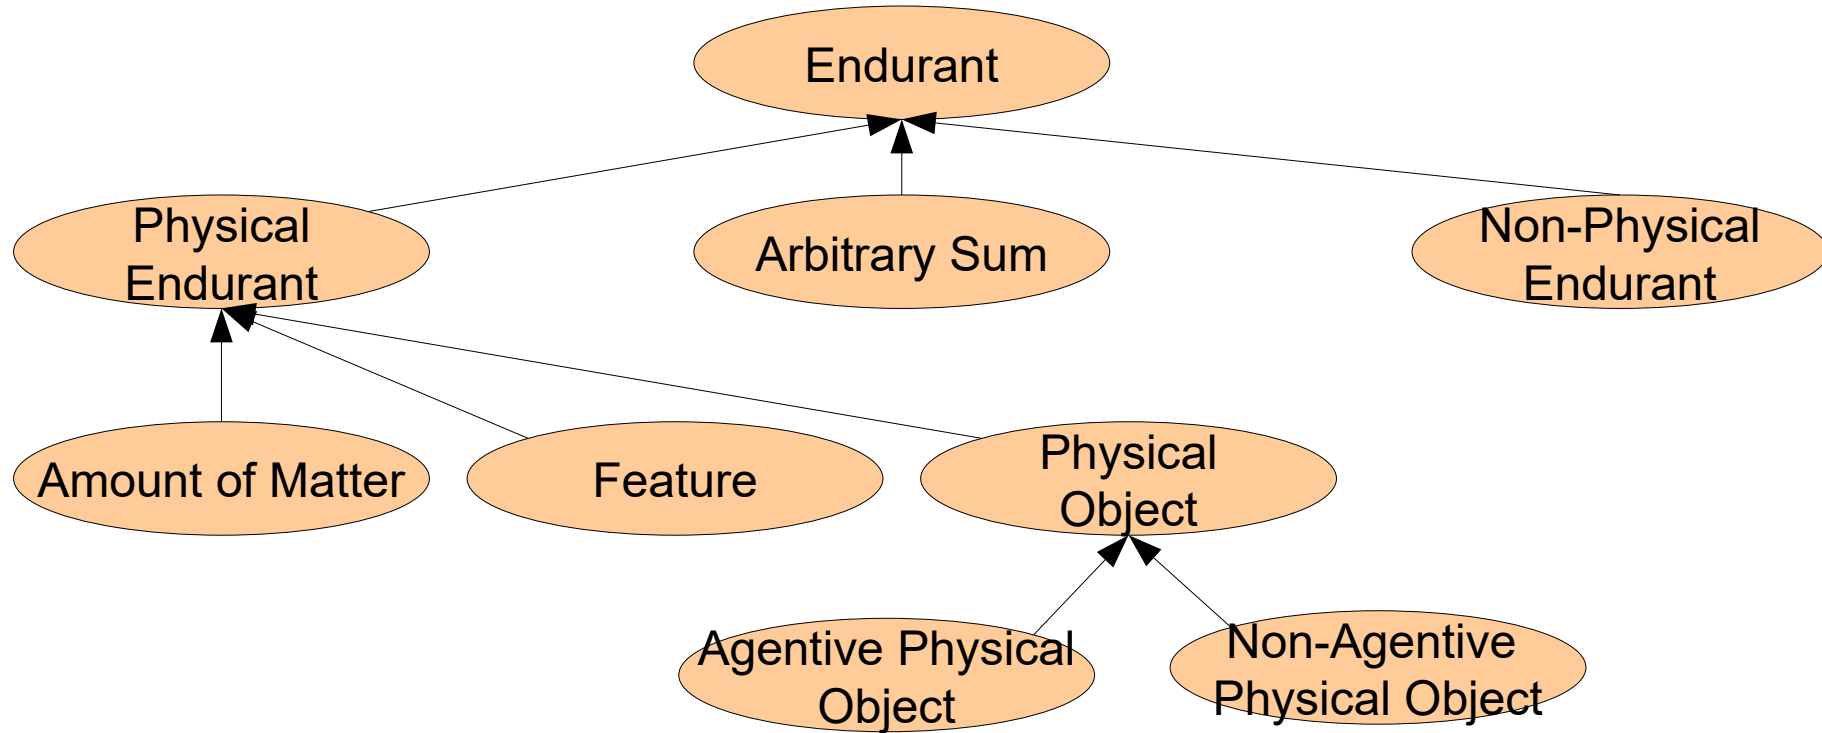 Endurant
Physical
Endurant
Arbitrary Sum
Non-Physical
Endurant
Amount of Matter
Feature
Physical
Object
Agentive Physical
Object
Non-Agentive
Physical Object